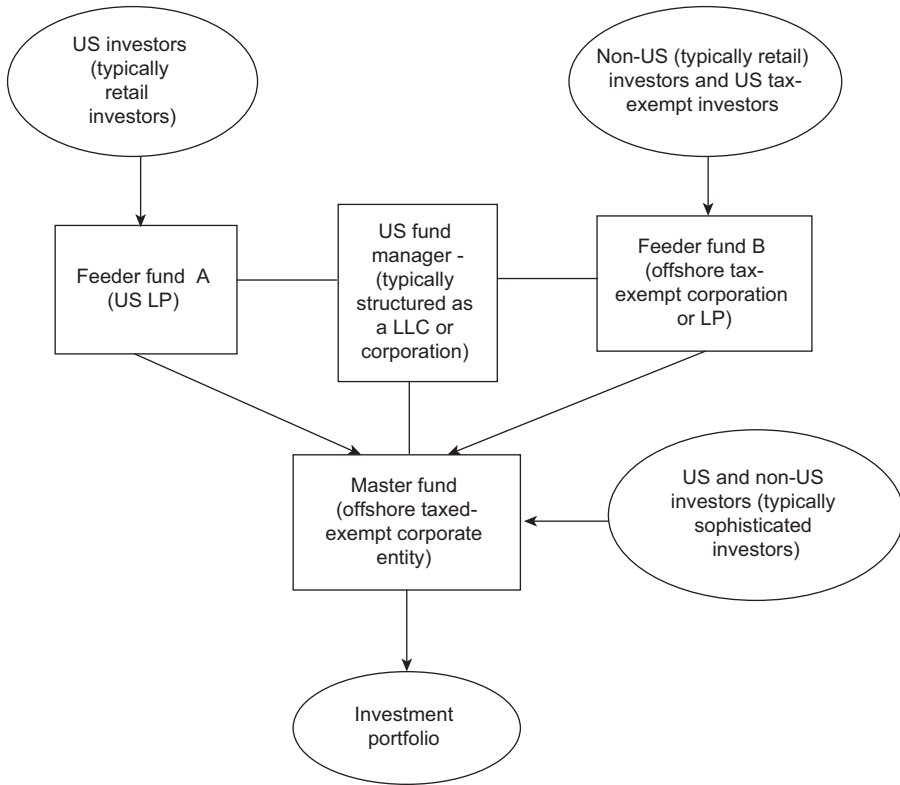 US investors
(typically
retail
investors)
Non-US (typically retail)
investors and US tax-
exempt investors
Feeder fund A
(US LP)
US fund
manager -
(typically
structured as
a LLC or
corporation)
Feeder fund B
(offshore tax-
exempt corporation
or LP)
Master fund
(offshore taxed-
exempt corporate
entity)
US and non-US
investors (typically
sophisticated
investors)
Investment
portfolio